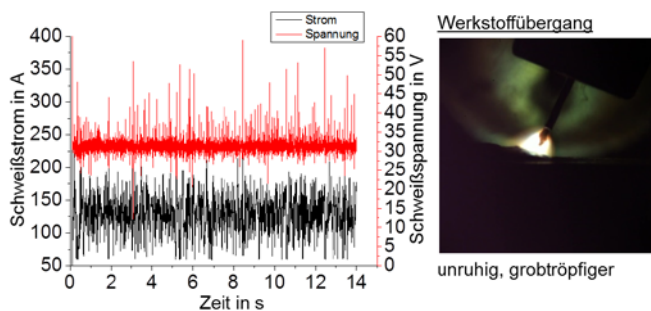 Strom
Spannung
Werkstoffübergang
400
350
300
250
200
150
100
50
Schweißstrom in A
60
55
50
45
40
35
30
25
20
15
10
5
0
Schweißspannung in V
0 2 4 6 8 10 12 14
Zeit in s
unruhig, grobtröpfiger